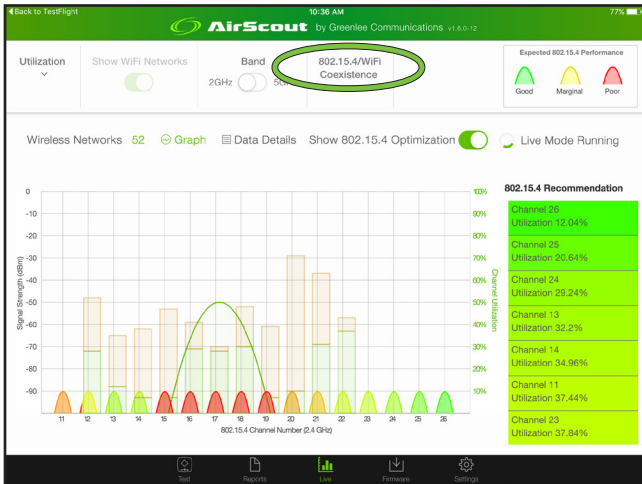 Back to TestFlight 10:36 AM 77%
AirScout by Greenlee Communications v1.6.0-12
Utilization Show WiFi Networks Band 802.15.4/WiFi Coexistence
2GHz 5GHz
Expected 802.15.4 Performance
Good Marginal Poor
Wireless Networks 52 Graph Data Details Show 802.15.4 Optimization Live Mode Running
802.15.4 Recommendation
Channel 26
Utilization 12.04%
Channel 25
Utilization 20.64%
Channel 24
Utilization 29.24%
Channel 13
Utilization 32.2%
Channel 14
Utilization 34.96%
Channel 11
Utilization 37.44%
Channel 23
Utilization 37.84%
Signal Strength (dBm)
0
-10
-20
-30
-40
-50
-60
-70
-80
-90
100%
90%
80%
70%
60%
50%
40%
30%
20%
10%
Channel Utilization
11 12 13 14 15 16 17 18 19 20 21 22 23 24 25 26
802.15.4 Channel Number (2.4 GHz)
Test Reports Live Firmware Settings